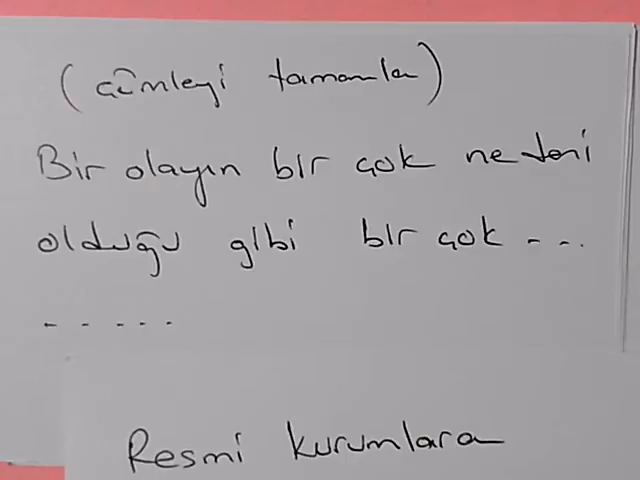 (cümleyi tamamla)
Bir olayın bir çok nedeni
olduğu gibi bir çok - - - .
- - - - -
Resmi kurumlara